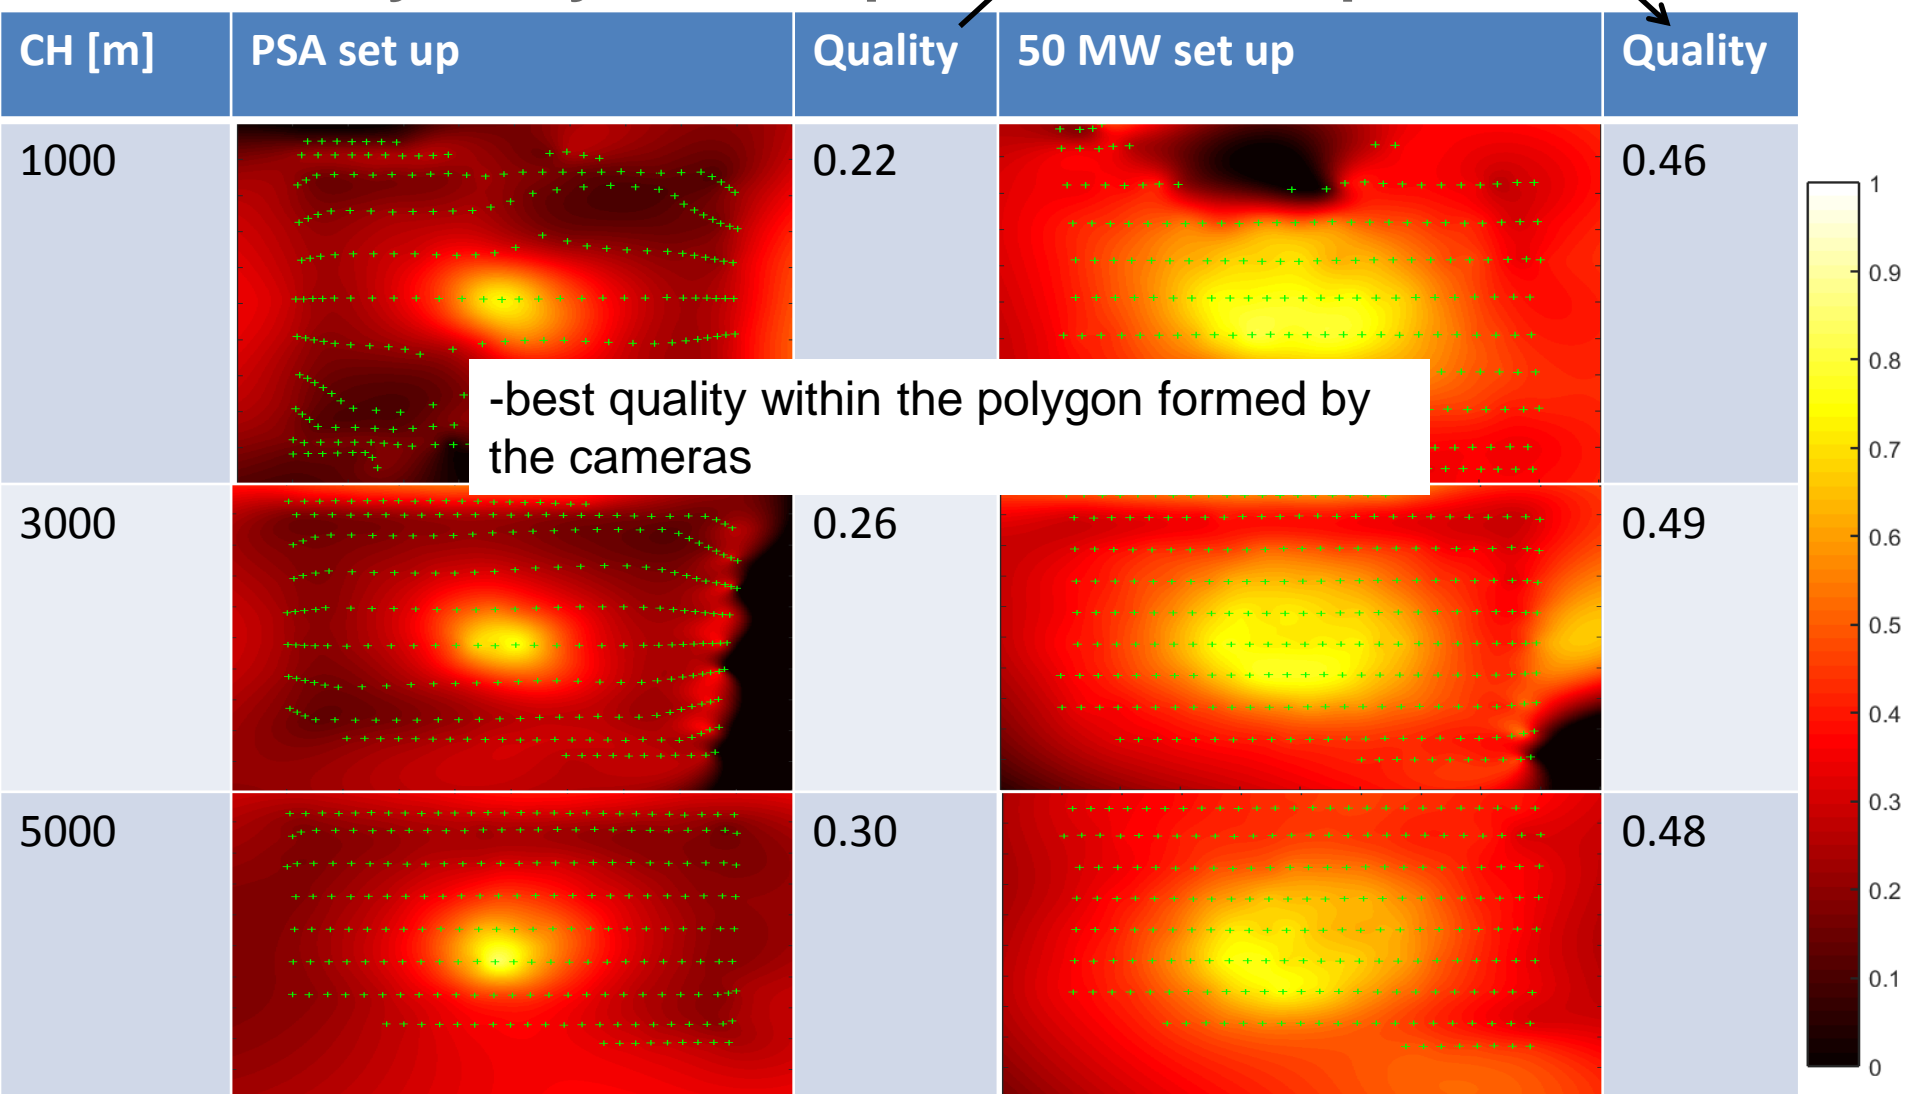 CH [m] PSA set up Quality 50 MW set up Quality
1000 0.22 0.46
-best quality within the polygon formed by
the cameras
3000 0.26 0.49
5000 0.30 0.48
1
0.9
0.8
0.7
0.6
0.5
0.4
0.3
0.2
0.1
0